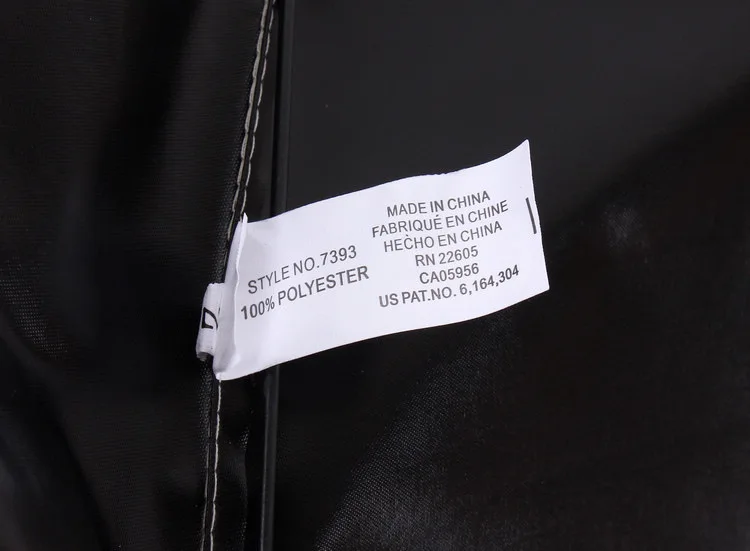 STYLE NO.7393
100% POLYESTER
MADE IN CHINA
FABRIQUÉ EN CHINE
HECHO EN CHINA
RN 22605
CA05956
US PAT.NO. 6,164,304